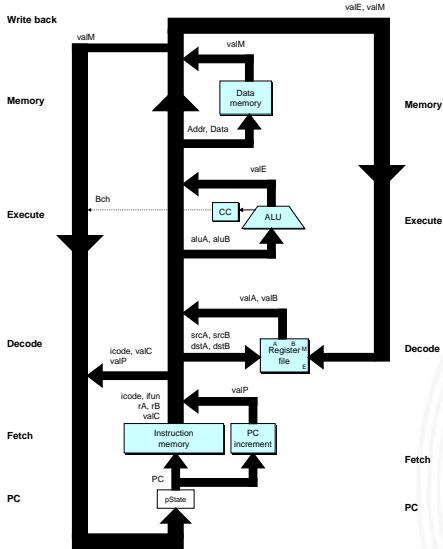 valE, valM
Write back
valM
valM
Memory
Data
memory
Memory
Addr, Data
valE
Bch
CC
ALU
Execute
Execute
aluA, aluB
valA, valB
srcA, srcB
dstA, dstB
A B
Register
file
M
E
Decode
Decode
icode, valC
valP
icode, ifun
rA, rB
valC
valP
Fetch
Instruction
memory
PC
increment
Fetch
PC
pState
PC
PC